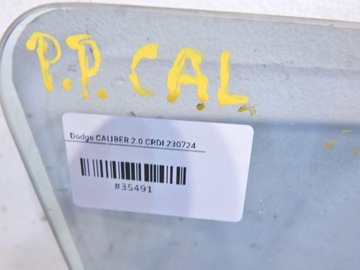 P.P. CAL
Dodge CALIBER 2.0 CRDI 230724
#35491